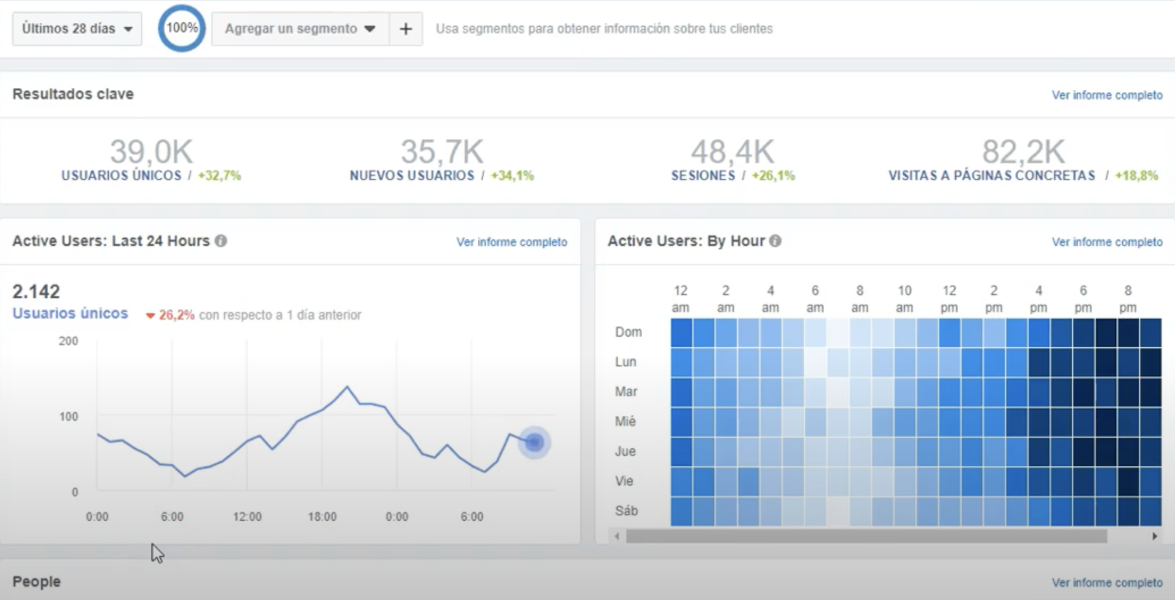 Últimos 28 días 100% Agregar un segmento + Usa segmentos para obtener información sobre tus clientes
Resultados clave Ver informe completo
39,0K 35,7K 48,4K 82,2K
USUARIOS ÚNICOS / +32,7% NUEVOS USUARIOS / +34,1% SESIONES / +26,1% VISITAS A PÁGINAS CONCRETAS / +18,8%
Active Users: Last 24 Hours Ver informe completo
2.142
Usuarios únicos 26,2% con respecto a 1 día anterior
200
100
0
0:00 6:00 12:00 18:00 0:00 6:00
Active Users: By Hour Ver informe completo
12 2 4 6 8 10 12 2 4 6 8
am am am am am am pm pm pm pm pm
Dom
Lun
Mar
Mié
Jue
Vie
Sáb
People Ver informe completo